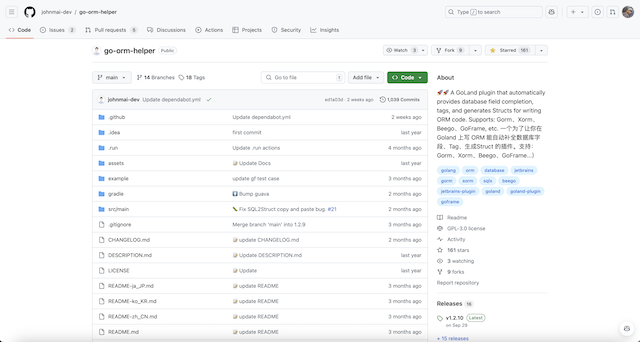 johnmai-dev / go-orm-helper
Type / to search
Code
Issues 2
Pull requests 5
Discussions
Actions
Projects
Security
Insights
go-orm-helper Public
Watch 3
Fork 9
Starred 161
main
14 Branches
18 Tags
Go to file t
Add file
Code
johnmai-dev Update dependabot.yml
2 weeks ago
1,039 Commits
.github Update dependabot.yml 2 weeks ago
.idea first commit last year
.run Update .run actions 4 months ago
assets Update Docs last year
example update gf test case 3 months ago
gradle Bump guava 2 months ago
src/main Fix SQL2Struct copy and paste bug. #21 2 months ago
.gitignore Merge branch 'main' into 1.2.9 3 months ago
CHANGELOG.md update CHANGELOG.md 2 months ago
DESCRIPTION.md Update DESCRIPTION.md last year
LICENSE Update last year
README-ja_JP.md update README 3 months ago
README-ko_KR.md update README 3 months ago
README-zh_CN.md update README 3 months ago
README.md update README 3 months ago
About
A GoLand plugin that automatically
provides database field completion,
tags, and generates Structs for writing
ORM code. Supports: Gorm、Xorm、
Beego、GoFrame, etc. 一个为了让你在
Goland 上写 ORM 能自动补全数据库字
段、Tag、生成Struct 的插件。支持：
Gorm、Xorm、Beego、GoFrame...)
golang orm database jetbrains
gorm xorm sqlx beego
jetbrains-plugin goland goland-plugin
goframe
Readme
GPL-3.0 license
Activity
161 stars
3 watching
9 forks
Report repository
Releases 16
v1.2.10 Latest
on Sep 29
+ 15 releases